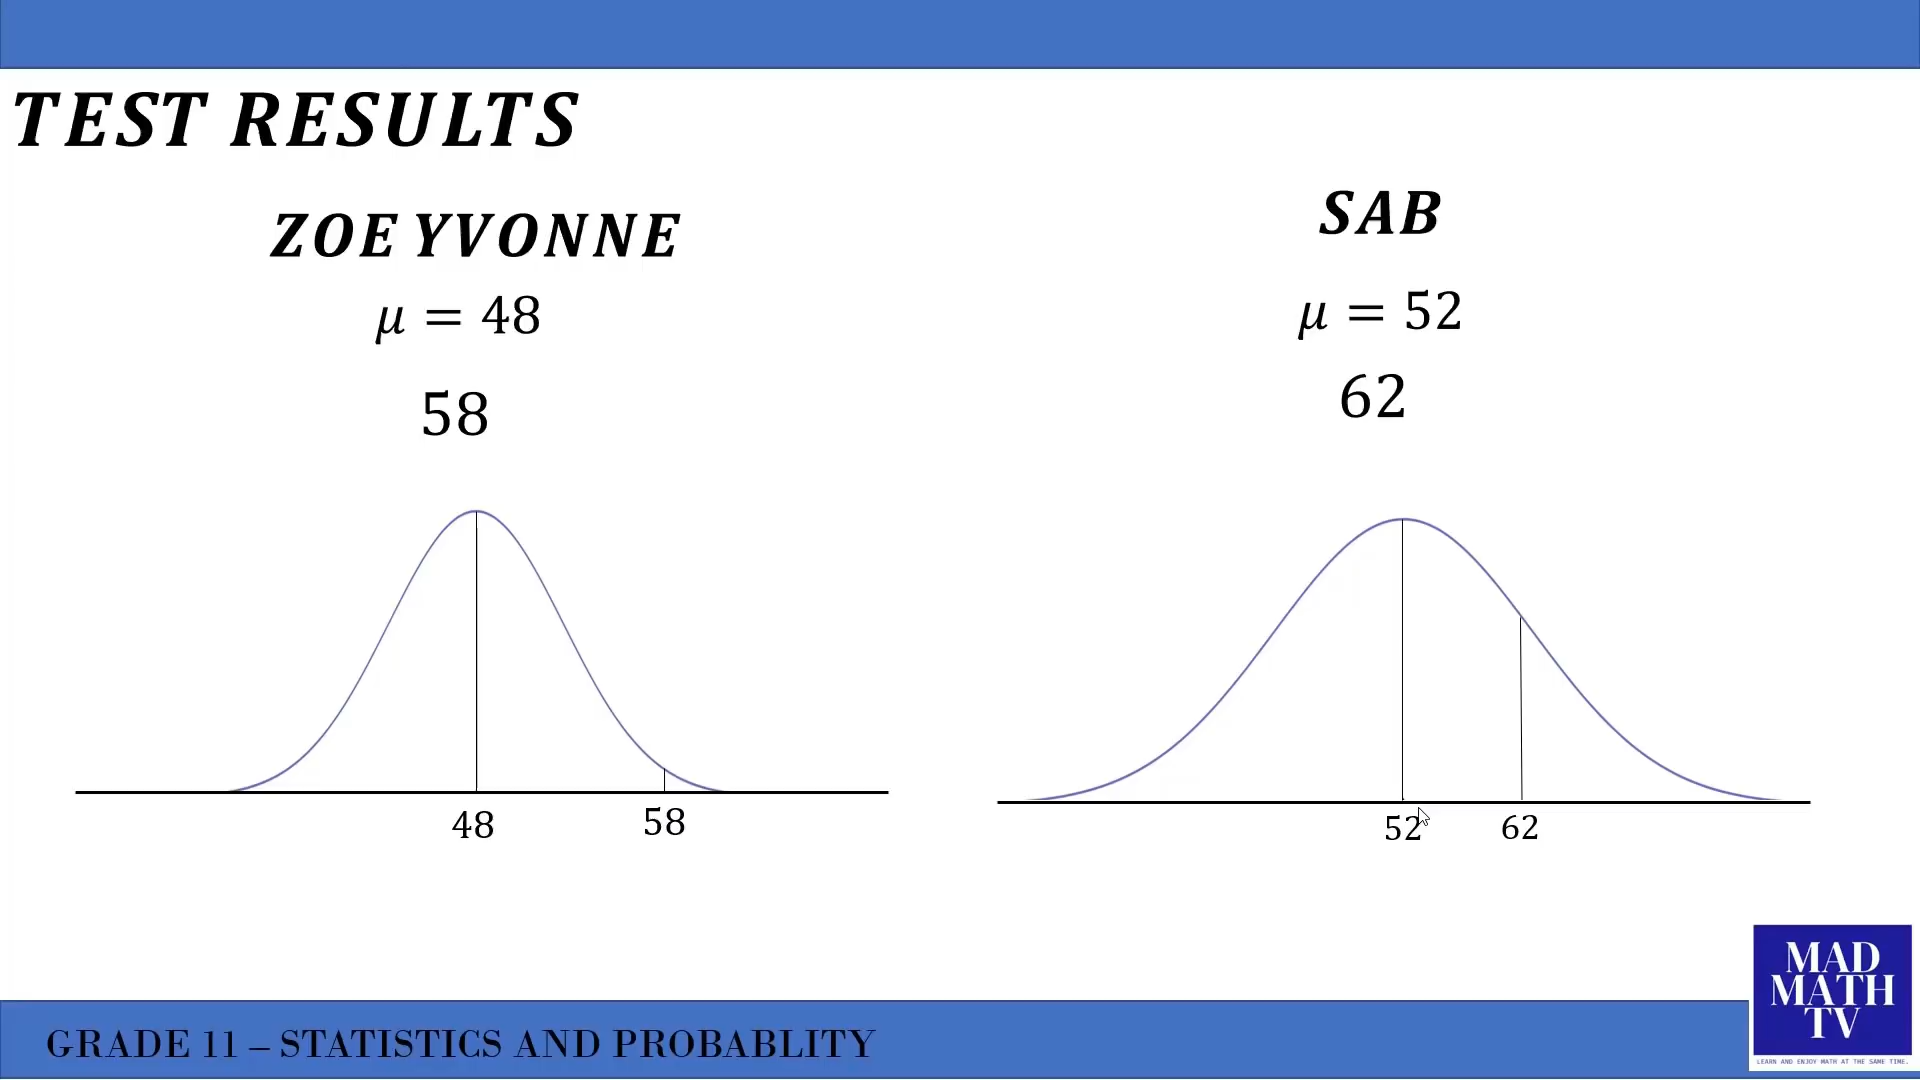 TEST RESULTS
ZOE YVONNE
μ = 48
58
48
58
SAB
μ = 52
62
52
62
GRADE 11 – STATISTICS AND PROBABLITY
MAD
MATH
TV
LEARN AND ENJOY MATH AT THE SAME TIME.